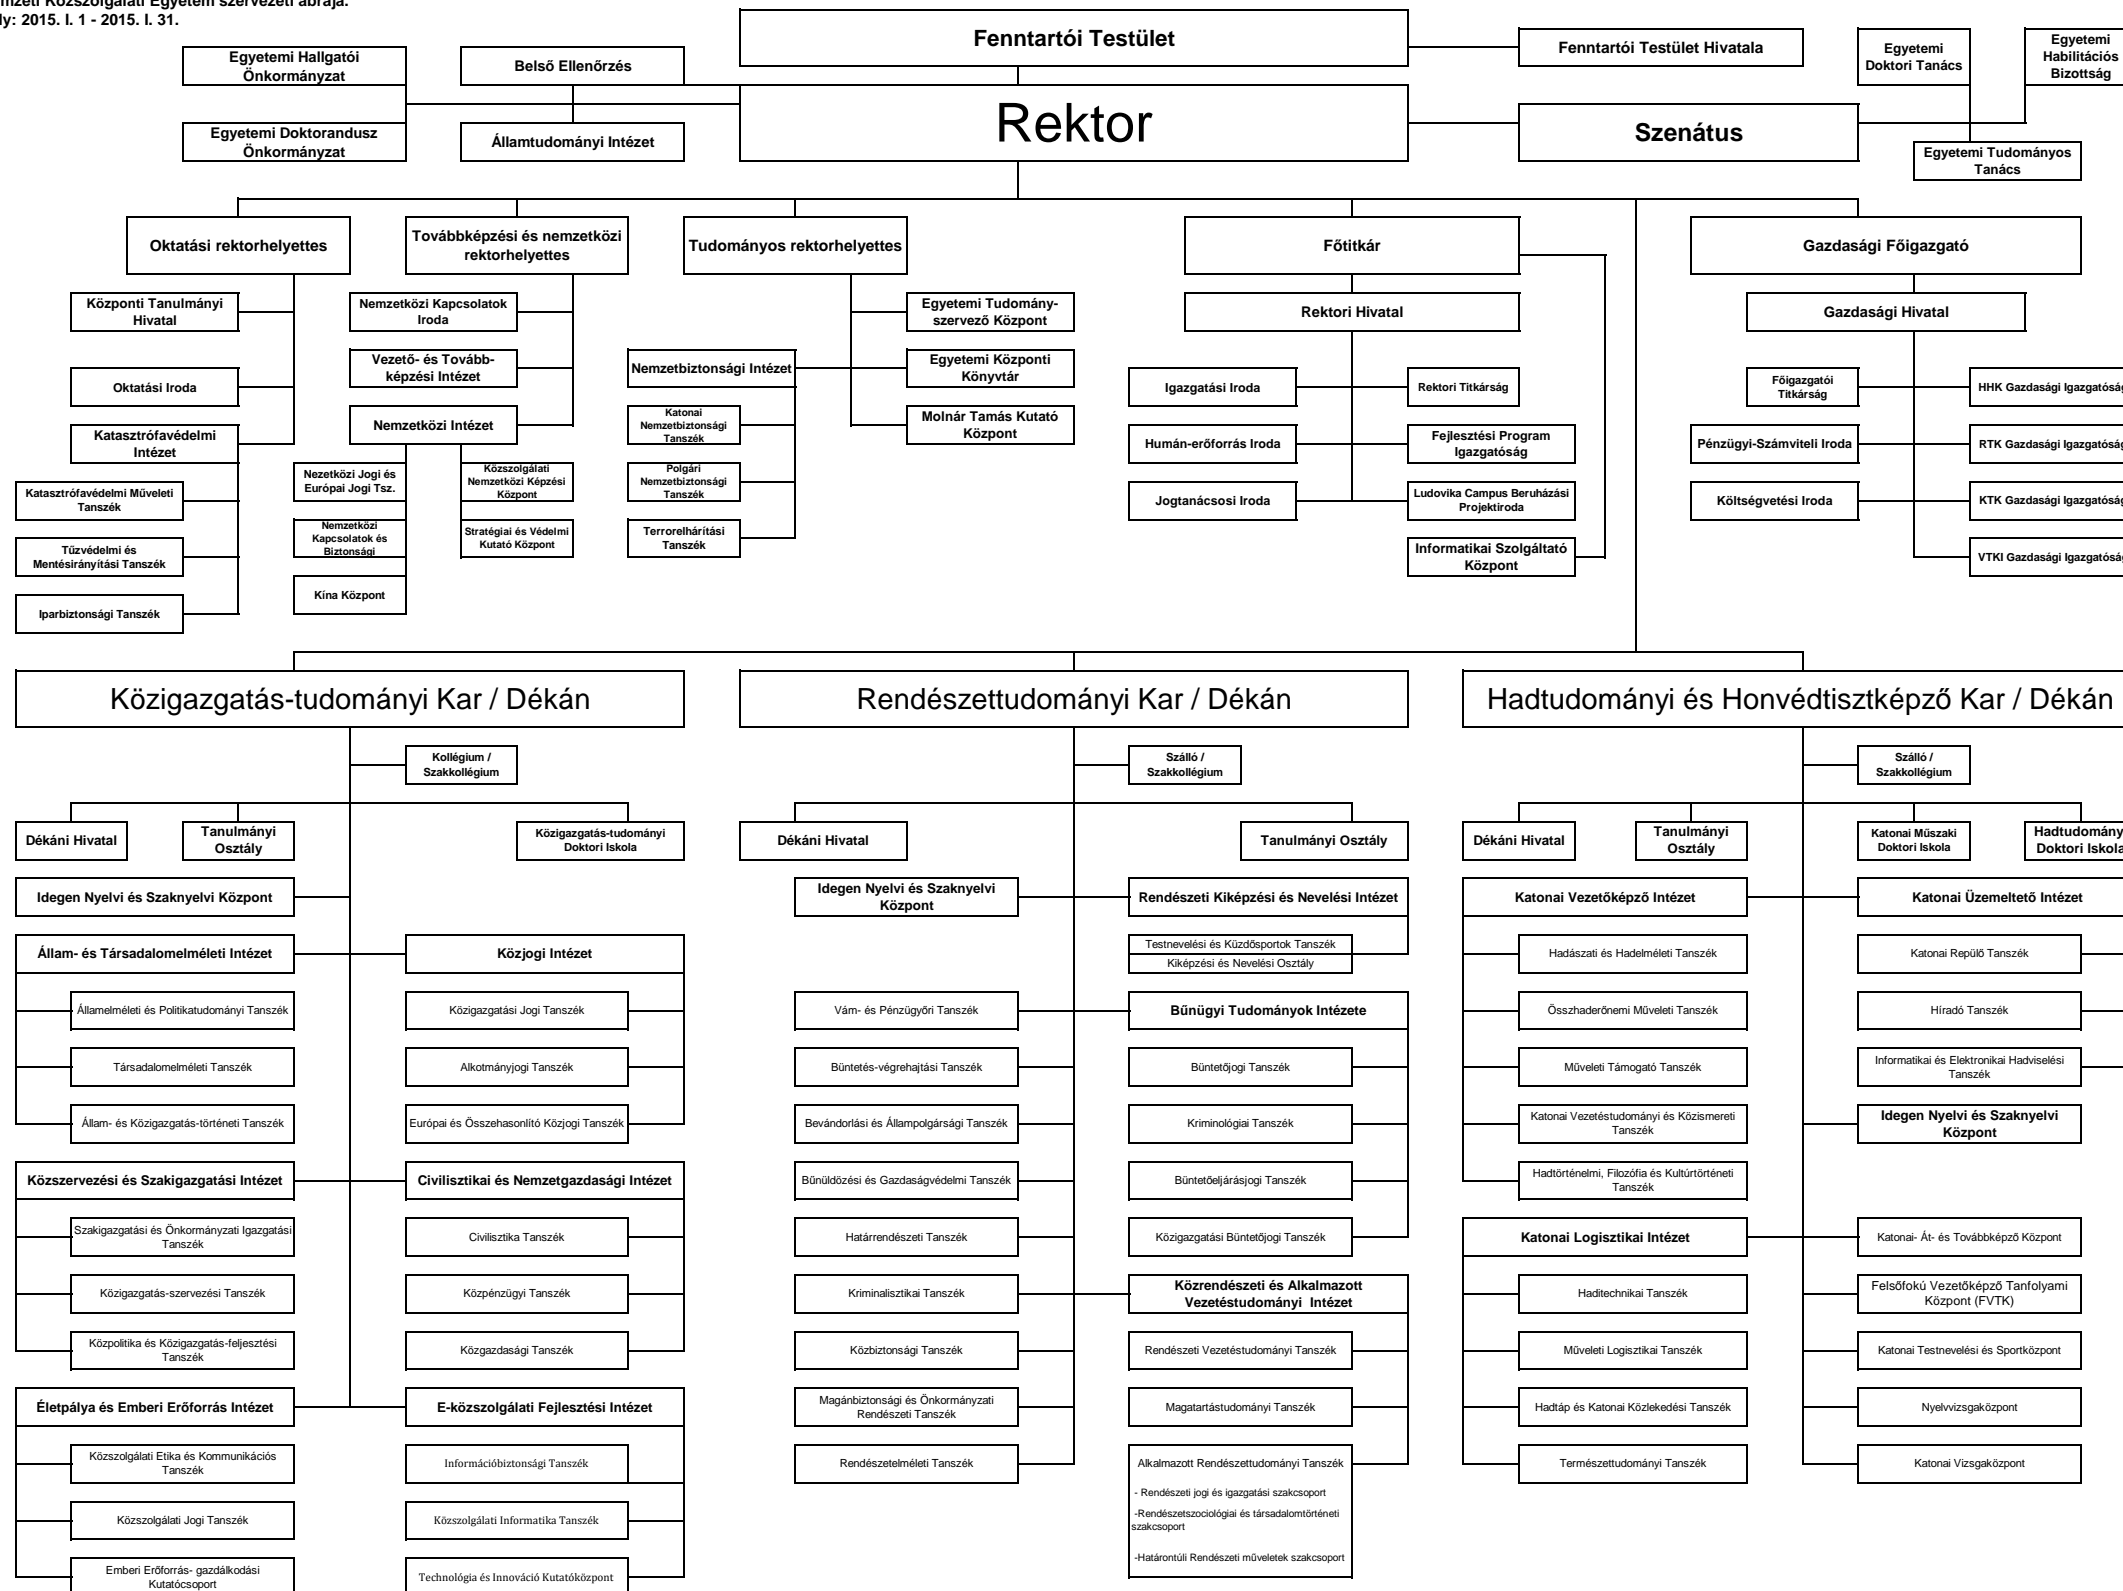 emzeti Közszolgálati Egyetem szervezeti ábrája.
ly: 2015. I. 1 - 2015. I. 31.
Fenntartói Testület
Fenntartói Testület Hivatala
Egyetemi
Doktori Tanács
Egyetemi
Habilitációs
Bizottság
Egyetemi Hallgatói
Önkormányzat
Belső Ellenőrzés
Rektor
Szenátus
Egyetemi Doktorandusz
Önkormányzat
Államtudományi Intézet
Egyetemi Tudományos
Tanács
Oktatási rektorhelyettes
Továbbképzési és nemzetközi
rektorhelyettes
Tudományos rektorhelyettes
Főtitkár
Gazdasági Főigazgató
Központi Tanulmányi
Hivatal
Oktatási Iroda
Katasztrófavédelmi
Intézet
Katasztrófavédelmi Műveleti
Tanszék
Tűzvédelmi és
Mentésirányítási Tanszék
Iparbiztonsági Tanszék
Nemzetközi Kapcsolatok
Iroda
Vezető- és Tovább-
képzési Intézet
Nemzetközi Intézet
Nezetközi Jogi és
Európai Jogi Tsz.
Nemzetközi
Kapcsolatok és
Biztonsági
Kína Központ
Közszolgálati
Nemzetközi Képzési
Központ
Stratégiai és Védelmi
Kutató Központ
Nemzetbiztonsági Intézet
Katonai
Nemzetbiztonsági
Tanszék
Polgári
Nemzetbiztonsági
Tanszék
Terrorelhárítási
Tanszék
Egyetemi Tudomány-
szervező Központ
Egyetemi Központi
Könyvtár
Molnár Tamás Kutató
Központ
Rektori Hivatal
Igazgatási Iroda
Humán-erőforrás Iroda
Jogtanácsosi Iroda
Rektori Titkárság
Fejlesztési Program
Igazgatóság
Ludovika Campus Beruházási
Projektiroda
Informatikai Szolgáltató
Központ
Gazdasági Hivatal
Főigazgatói
Titkárság
Pénzügyi-Számviteli Iroda
Költségvetési Iroda
HHK Gazdasági Igazgatóság
RTK Gazdasági Igazgatóság
KTK Gazdasági Igazgatóság
VTKI Gazdasági Igazgatóság
Közigazgatás-tudományi Kar / Dékán
Kollégium /
Szakkollégium
Dékáni Hivatal
Tanulmányi
Osztály
Közigazgatás-tudományi
Doktori Iskola
Idegen Nyelvi és Szaknyelvi Központ
Állam- és Társadalomelméleti Intézet
Államelméleti és Politikatudományi Tanszék
Társadalomelméleti Tanszék
Állam- és Közigazgatás-történeti Tanszék
Közszervezési és Szakigazgatási Intézet
Szakigazgatási és Önkormányzati Igazgatási
Tanszék
Közigazgatás-szervezési Tanszék
Közpolitika és Közigazgatás-feljesztési
Tanszék
Életpálya és Emberi Erőforrás Intézet
Közszolgálati Etika és Kommunikációs
Tanszék
Közszolgálati Jogi Tanszék
Emberi Erőforrás- gazdálkodási
Kutatócsoport
Közjogi Intézet
Közigazgatási Jogi Tanszék
Alkotmányjogi Tanszék
Európai és Összehasonlító Közjogi Tanszék
Civilisztikai és Nemzetgazdasági Intézet
Civilisztika Tanszék
Közpénzügyi Tanszék
Közgazdasági Tanszék
E-közszolgálati Fejlesztési Intézet
Információbiztonsági Tanszék
Közszolgálati Informatika Tanszék
Technológia és Innováció Kutatóközpont
Rendészettudományi Kar / Dékán
Szálló /
Szakkollégium
Dékáni Hivatal
Tanulmányi Osztály
Idegen Nyelvi és Szaknyelvi
Központ
Vám- és Pénzügyőri Tanszék
Büntetés-végrehajtási Tanszék
Bevándorlási és Állampolgársági Tanszék
Bűnüldözési és Gazdaságvédelmi Tanszék
Határrendészeti Tanszék
Kriminalisztikai Tanszék
Közbiztonsági Tanszék
Magánbiztonsági és Önkormányzati
Rendészeti Tanszék
Rendészetelméleti Tanszék
Rendészeti Kiképzési és Nevelési Intézet
Testnevelési és Küzdősportok Tanszék
Kiképzési és Nevelési Osztály
Bűnügyi Tudományok Intézete
Büntetőjogi Tanszék
Kriminológiai Tanszék
Büntetőeljárásjogi Tanszék
Közigazgatási Büntetőjogi Tanszék
Közrendészeti és Alkalmazott
Vezetéstudományi Intézet
Rendészeti Vezetéstudományi Tanszék
Magatartástudományi Tanszék
Alkalmazott Rendészettudományi Tanszék
- Rendészeti jogi és igazgatási szakcsoport
-Rendészetszociológiai és társadalomtörténeti
szakcsoport
-Határontúli Rendészeti műveletek szakcsoport
Hadtudományi és Honvédtisztképző Kar / Dékán
Szálló /
Szakkollégium
Dékáni Hivatal
Tanulmányi
Osztály
Katonai Műszaki
Doktori Iskola
Hadtudományi
Doktori Iskola
Katonai Vezetőképző Intézet
Hadászati és Hadelméleti Tanszék
Összhaderőnemi Műveleti Tanszék
Műveleti Támogató Tanszék
Katonai Vezetéstudományi és Közismereti
Tanszék
Hadtörténelmi, Filozófia és Kultúrtörténeti
Tanszék
Katonai Logisztikai Intézet
Haditechnikai Tanszék
Műveleti Logisztikai Tanszék
Hadtáp és Katonai Közlekedési Tanszék
Természettudományi Tanszék
Katonai Üzemeltető Intézet
Katonai Repülő Tanszék
Híradó Tanszék
Informatikai és Elektronikai Hadviselési
Tanszék
Idegen Nyelvi és Szaknyelvi
Központ
Katonai- Át- és Továbbképző Központ
Felsőfokú Vezetőképző Tanfolyami
Központ (FVTK)
Katonai Testnevelési és Sportközpont
Nyelvvizsgaközpont
Katonai Vizsgaközpont